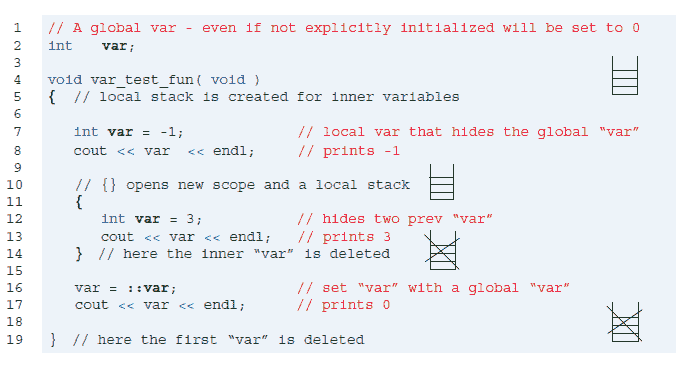 1 // A global var - even if not explicitly initialized will be set to 0
2 int var;
3
4 void var_test_fun( void )
5 { // local stack is created for inner variables
6
7 int var = -1; // local var that hides the global "var"
8 cout << var << endl; // prints -1
9
10 // {} opens new scope and a local stack
11 {
12 int var = 3; // hides two prev "var"
13 cout << var << endl; // prints 3
14 } // here the inner "var" is deleted
15
16 var = ::var; // set "var" with a global "var"
17 cout << var << endl; // prints 0
18
19 } // here the first "var" is deleted